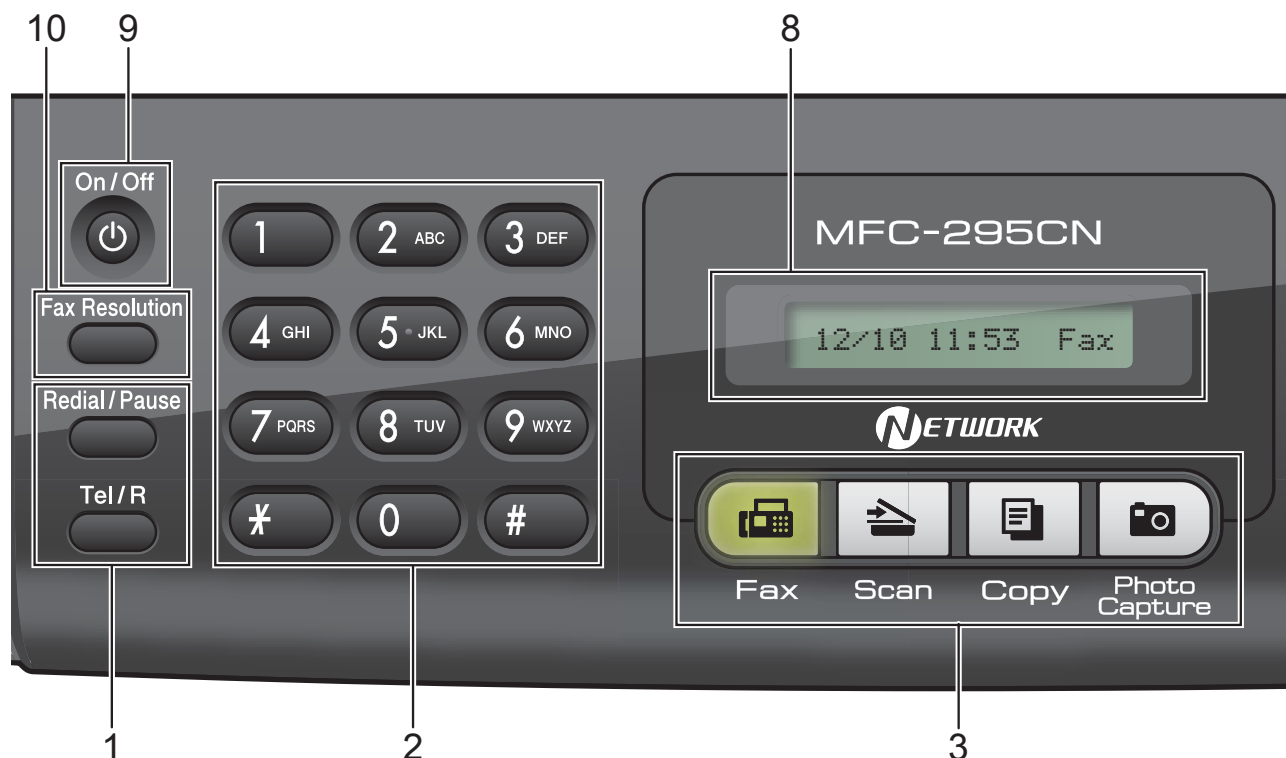 10 9 8
On / Off
Fax Resolution
Redial / Pause
Tel / R
1 2 ABC 3 DEF
4 GHI 5 JKL 6 MNO
7 PQRS 8 TUV 9 WXYZ
* 0 #
MFC-295CN
12/10 11:53 Fax
NETWORK
Fax Scan Copy Photo Capture
1 2 3